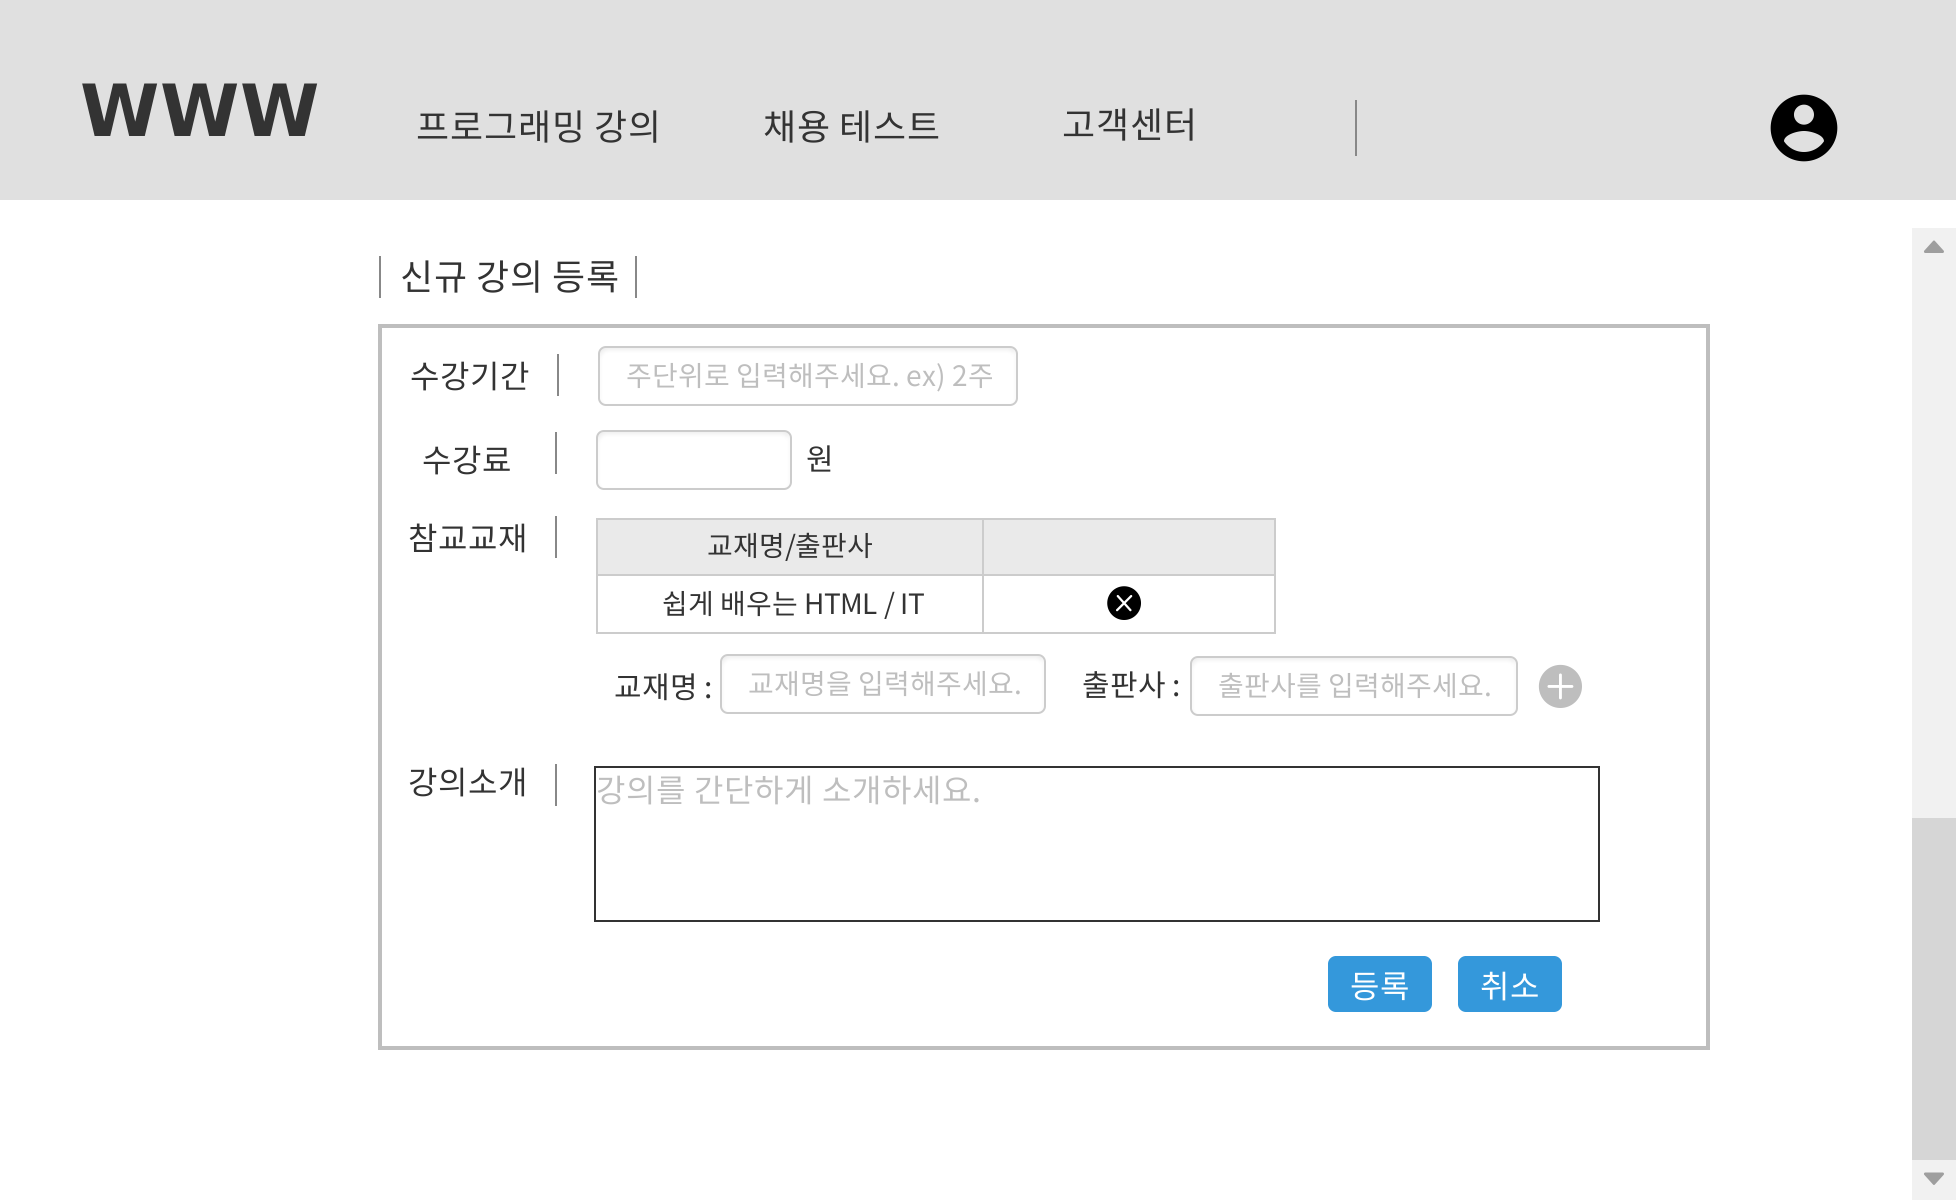 www 프로그래밍 강의 채용 테스트 고객센터
신규 강의 등록
수강기간 주단위로 입력해주세요. ex) 2주
수강료 원
참교교재 교재명/출판사
쉽게 배우는 HTML / IT
교재명 : 교재명을 입력해주세요. 출판사 : 출판사를 입력해주세요.
강의소개 강의를 간단하게 소개하세요.
등록 취소